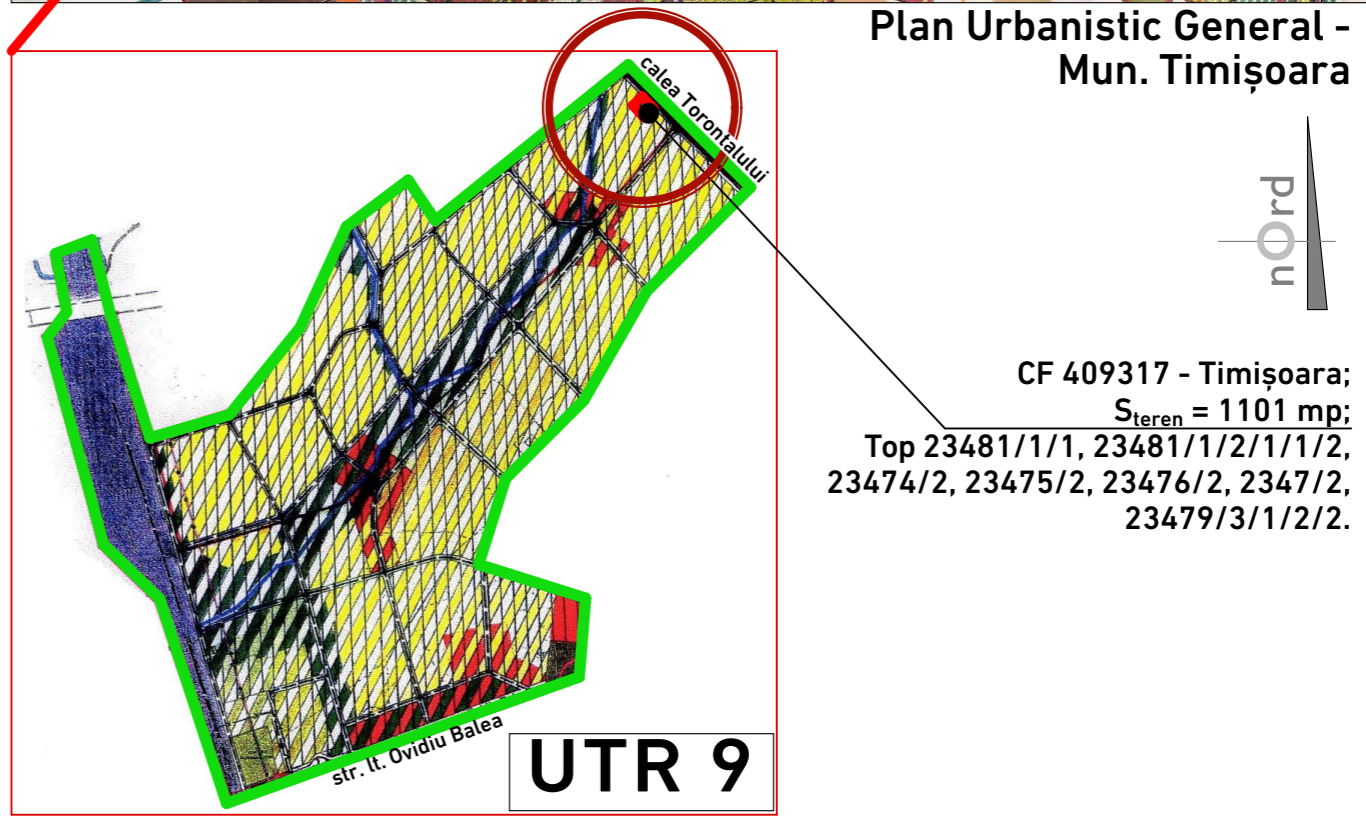 Plan Urbanistic General -
Mun. Timișoara
calea Torontalului
nOrd
CF 409317 - Timișoara;
Steren = 1101 mp;
Top 23481/1/1, 23481/1/2/1/1/2,
23474/2, 23475/2, 23476/2, 2347/2,
23479/3/1/2/2.
str. lt. Ovidiu Balea
UTR 9